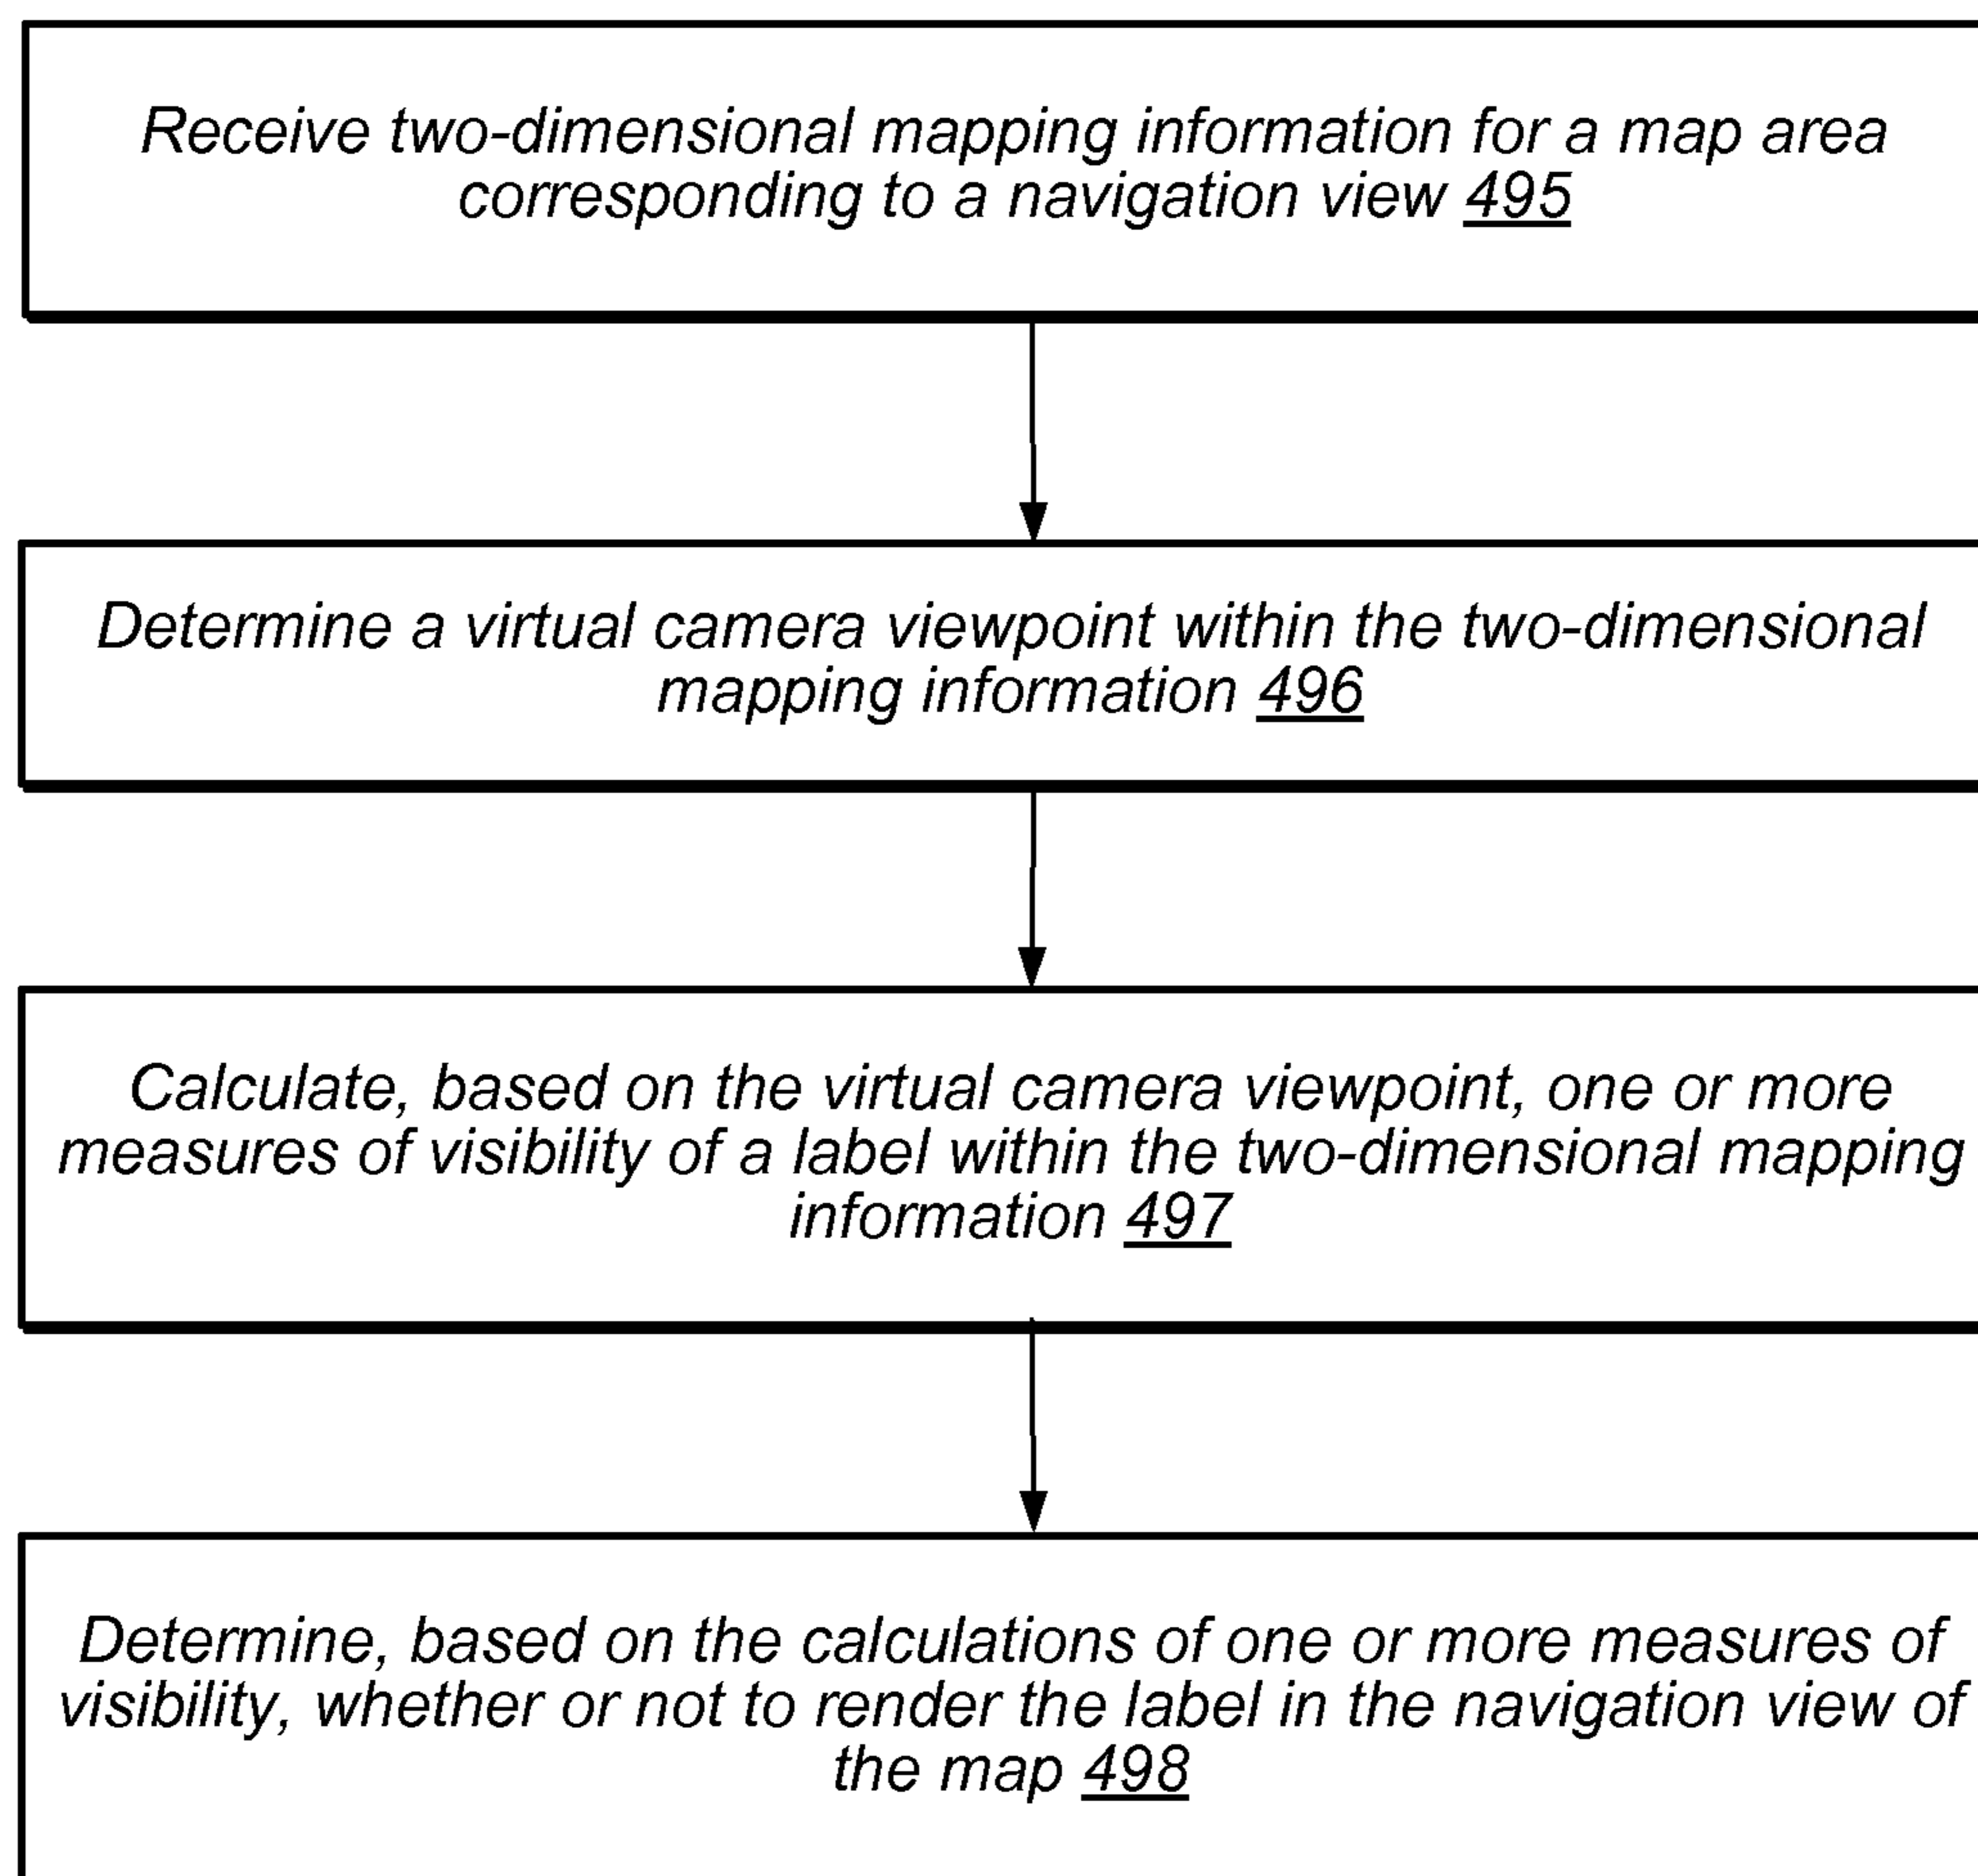 Receive two-dimensional mapping information for a map area
corresponding to a navigation view 495
Determine a virtual camera viewpoint within the two-dimensional
mapping information 496
Calculate, based on the virtual camera viewpoint, one or more
measures of visibility of a label within the two-dimensional mapping
information 497
Determine, based on the calculations of one or more measures of
visibility, whether or not to render the label in the navigation view of
the map 498